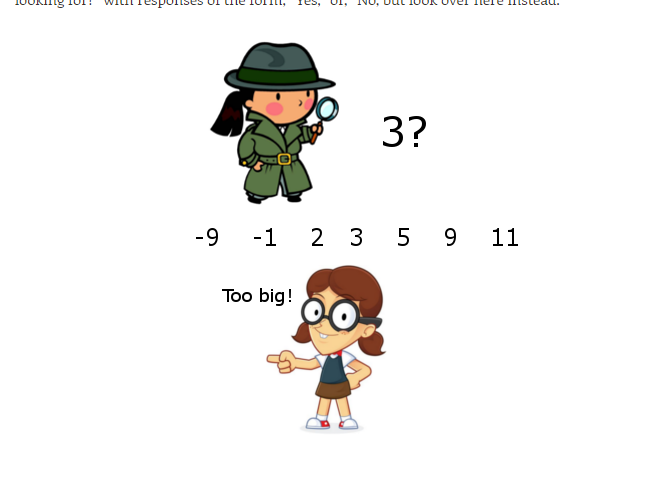 looking for?" with responses of the form, "Yes," or, "No, but look over here instead."
3?
-9 -1 2 3 5 9 11
Too big!